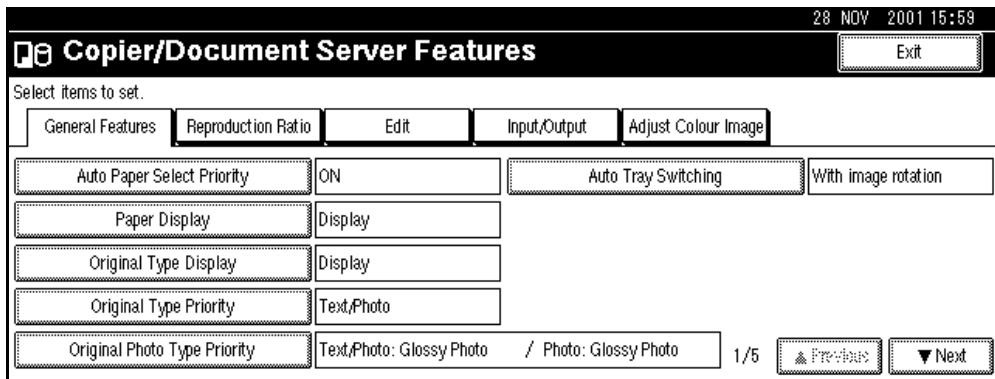 28 NOV 2001 15:59
Copier/Document Server Features
Exit
Select items to set.
General Features
Reproduction Ratio
Edit
Input/Output
Adjust Colour Image
Auto Paper Select Priority
ON
Auto Tray Switching
With image rotation
Paper Display
Display
Original Type Display
Display
Original Type Priority
Text/Photo
Original Photo Type Priority
Text/Photo: Glossy Photo / Photo: Glossy Photo
1/5
▲ Previous
▼ Next